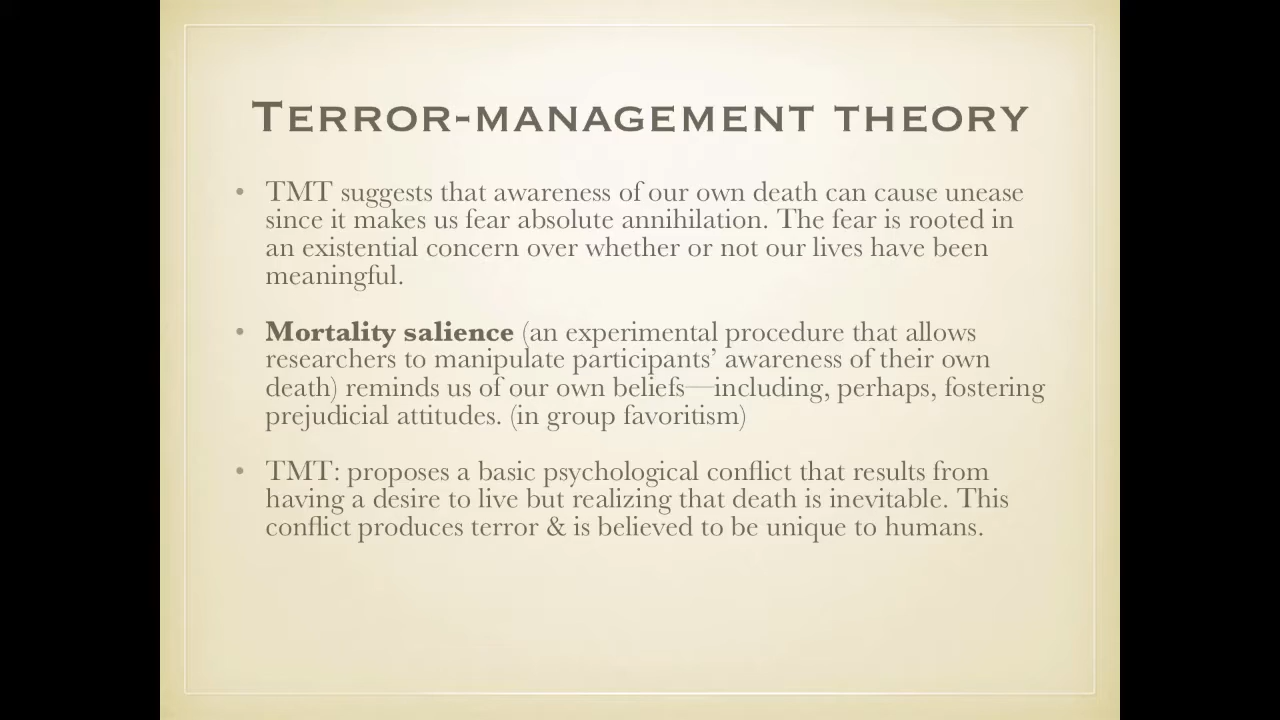 Terror-management theory
• TMT suggests that awareness of our own death can cause unease
since it makes us fear absolute annihilation. The fear is rooted in
an existential concern over whether or not our lives have been
meaningful.
• Mortality salience (an experimental procedure that allows
researchers to manipulate participants’ awareness of their own
death) reminds us of our own beliefs—including, perhaps, fostering
prejudicial attitudes. (in group favoritism)
• TMT: proposes a basic psychological conflict that results from
having a desire to live but realizing that death is inevitable. This
conflict produces terror & is believed to be unique to humans.